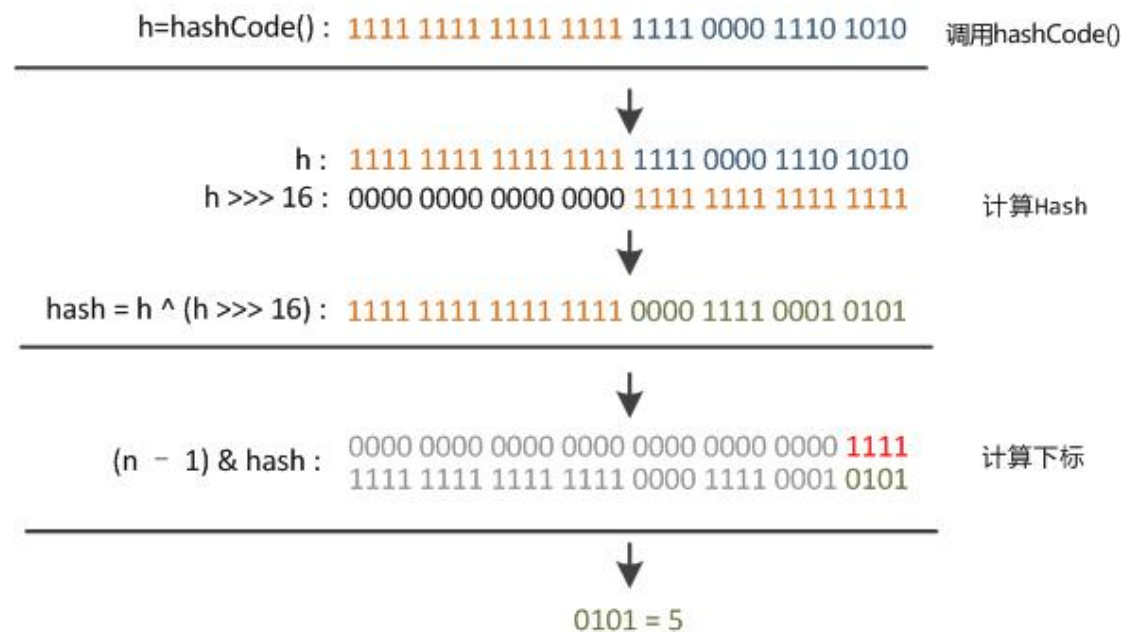 h=hashCode() : 1111 1111 1111 1111 1111 0000 1110 1010 调用hashCode()
h : 1111 1111 1111 1111 1111 0000 1110 1010
h >>> 16 : 0000 0000 0000 0000 1111 1111 1111 1111
计算Hash
hash = h ^ (h >>> 16) : 1111 1111 1111 1111 0000 1111 0001 0101
0000 0000 0000 0000 0000 0000 0000 1111
(n － 1) & hash : 计算下标
1111 1111 1111 1111 0000 1111 0001 0101
0101 = 5